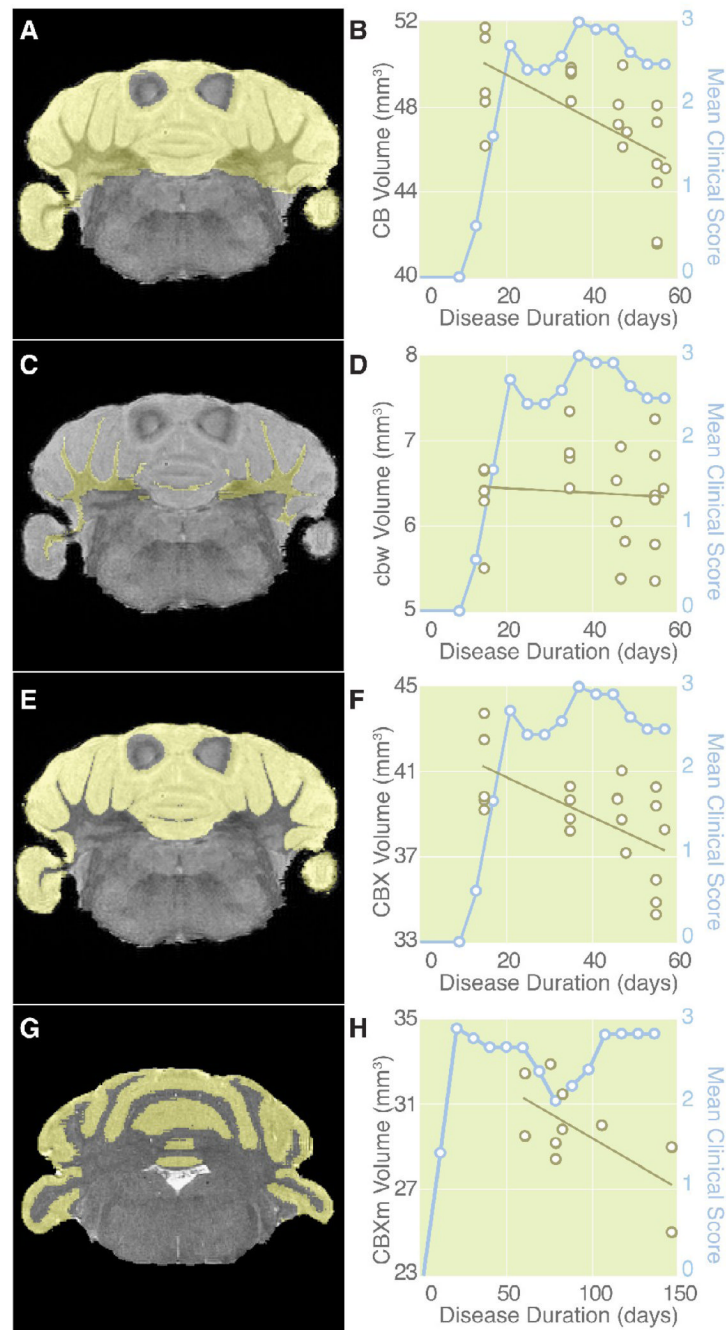 A
B
52
48
44
40
CB Volume (mm³)
3
2
1
0
Mean Clinical Score
0 20 40 60
Disease Duration (days)
C
D
8
7
6
5
cbw Volume (mm³)
3
2
1
0
Mean Clinical Score
0 20 40 60
Disease Duration (days)
E
F
45
41
37
33
CBX Volume (mm³)
3
2
1
0
Mean Clinical Score
0 20 40 60
Disease Duration (days)
G
H
35
31
27
23
CBXm Volume (mm³)
3
2
1
0
Mean Clinical Score
50 100 150
Disease Duration (days)